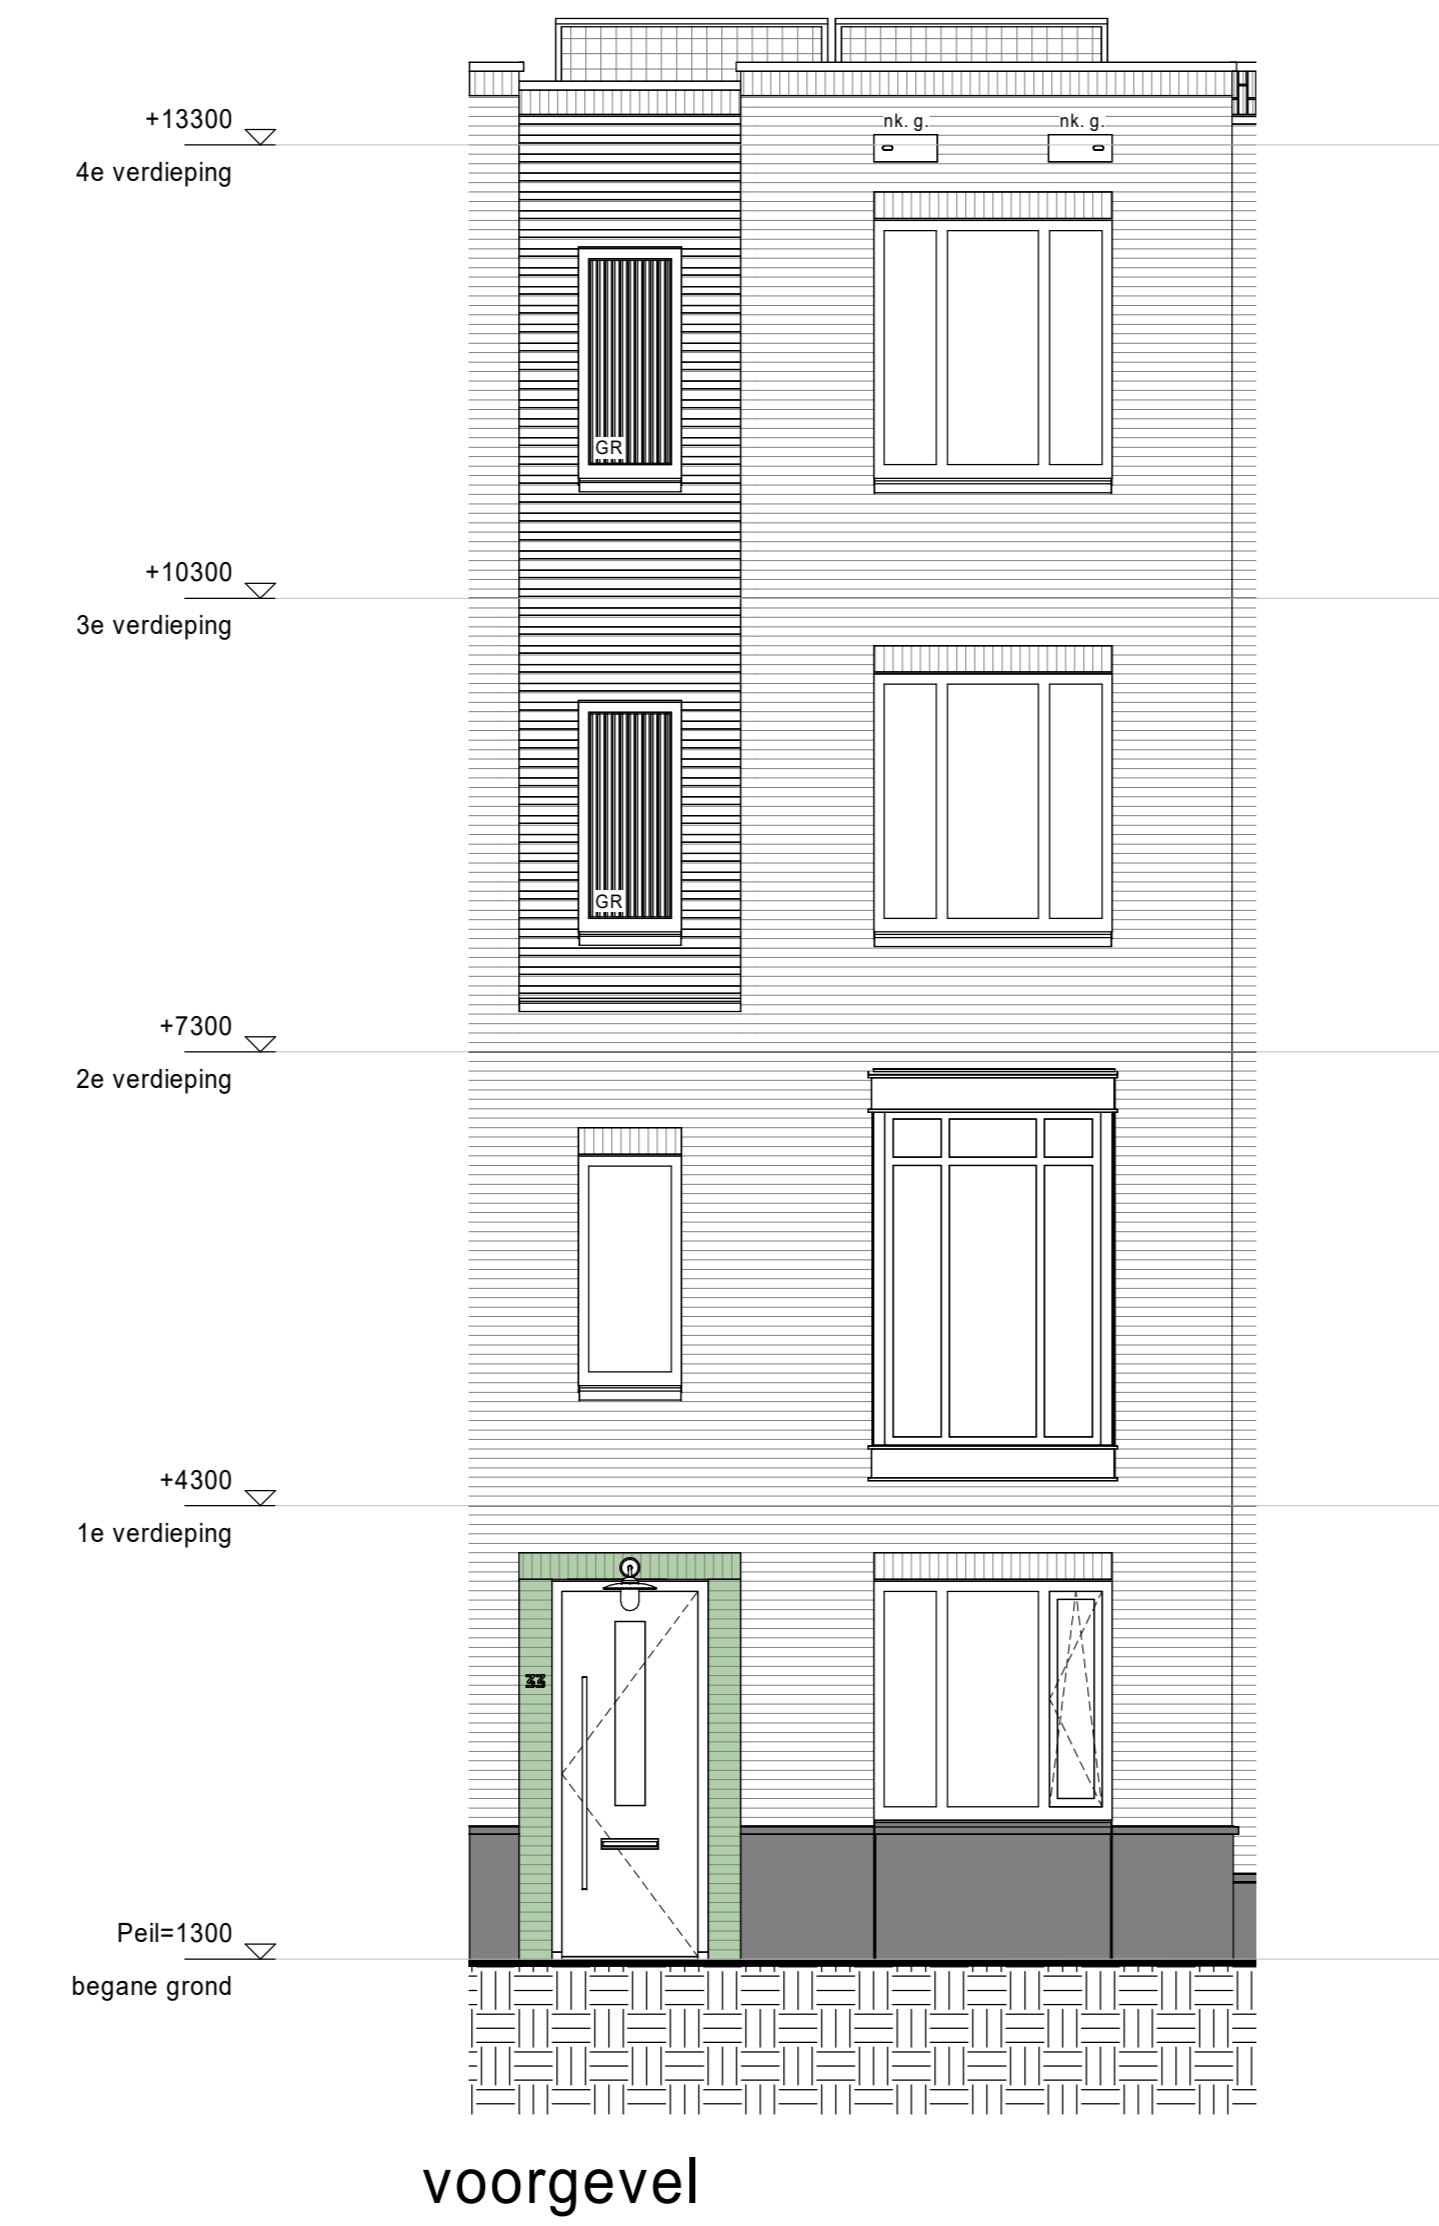 +13300
4e verdieping
nk. g.
nk. g.
GR
+10300
3e verdieping
GR
+7300
2e verdieping
+4300
1e verdieping
33
Peil=1300
begane grond
voorgevel